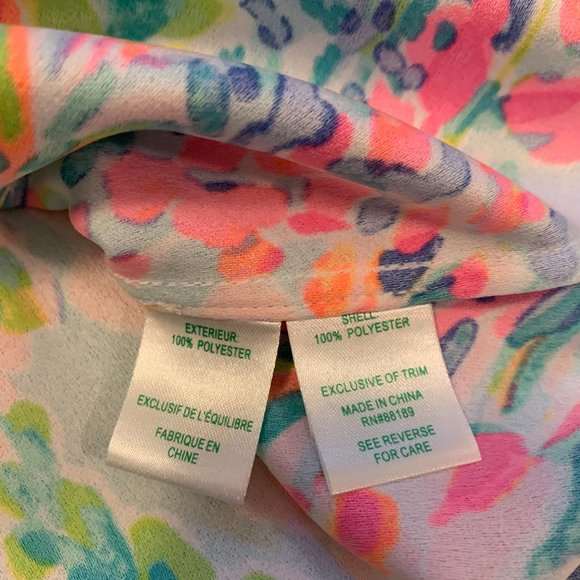 EXTERIEUR:
100% POLYESTER
EXCLUSIF DE L'ÉQUILIBRE
FABRIQUE EN
CHINE
SHELL:
100% POLYESTER
EXCLUSIVE OF TRIM
MADE IN CHINA
RN#88189
SEE REVERSE
FOR CARE